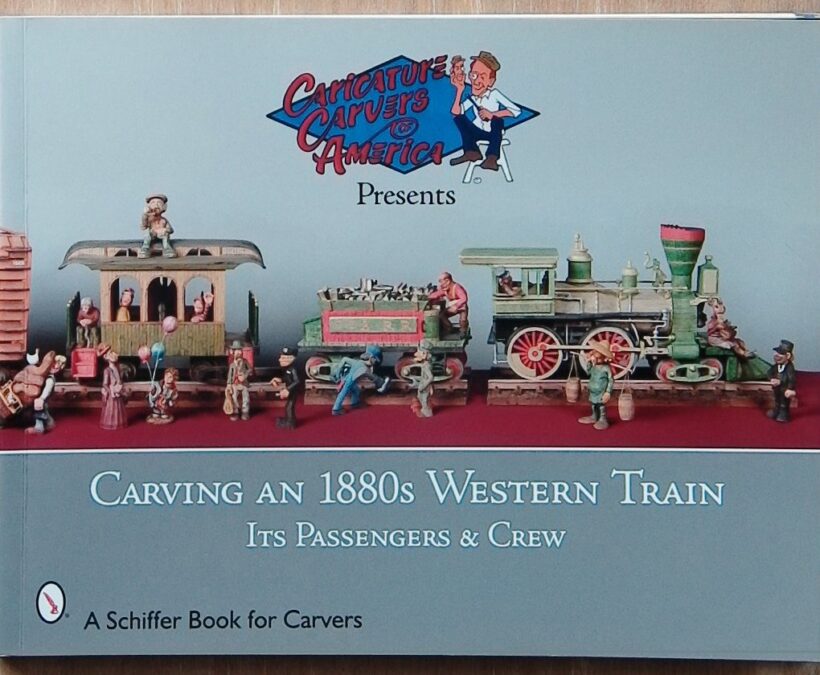 CARICATURE
CARVERS
OF
AMERICA
Presents
CARVING AN 1880S WESTERN TRAIN
ITS PASSENGERS & CREW
A Schiffer Book for Carvers